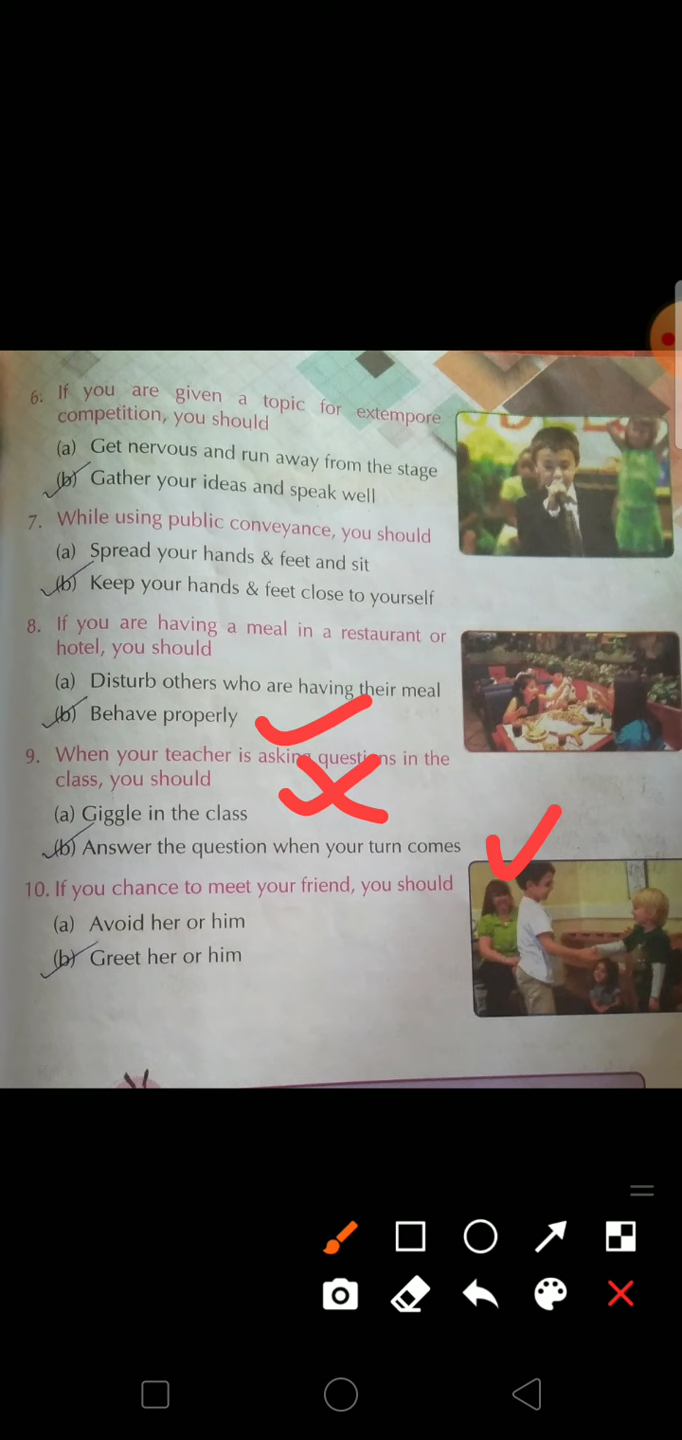 6. If you are given a topic for extempore
competition, you should
(a) Get nervous and run away from the stage
(b) Gather your ideas and speak well
7. While using public conveyance, you should
(a) Spread your hands & feet and sit
(b) Keep your hands & feet close to yourself
8. If you are having a meal in a restaurant or
hotel, you should
(a) Disturb others who are having their meal
(b) Behave properly
9. When your teacher is asking questions in the
class, you should
(a) Giggle in the class
(b) Answer the question when your turn comes
10. If you chance to meet your friend, you should
(a) Avoid her or him
(b) Greet her or him